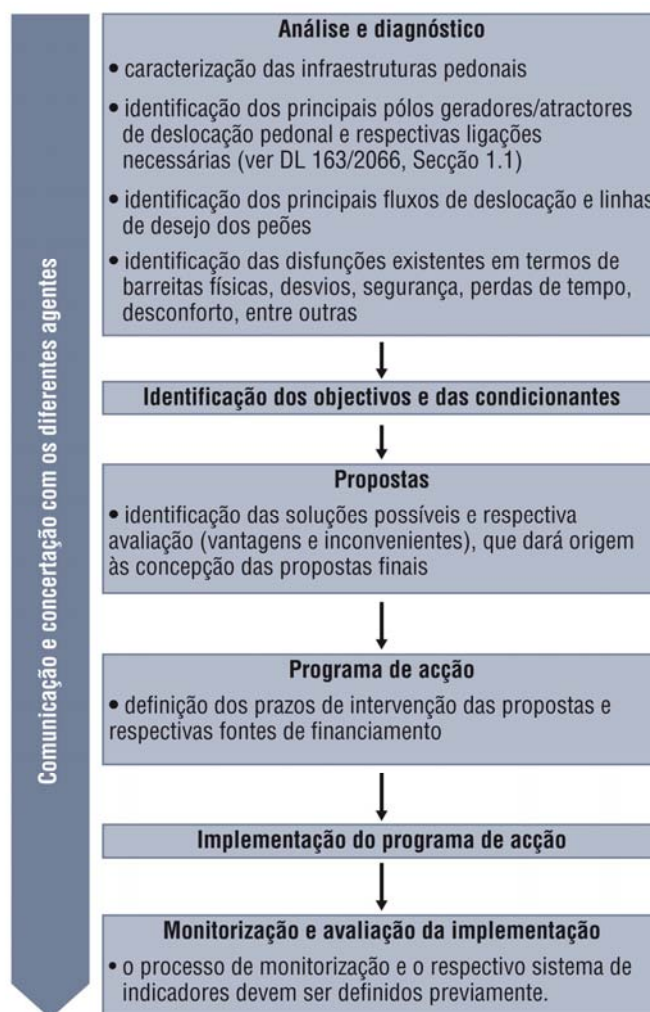 Comunicação e concertação com os diferentes agentes
Análise e diagnóstico
• caracterização das infraestruturas pedonais
• identificação dos principais pólos geradores/atractores
de deslocação pedonal e respectivas ligações
necessárias (ver DL 163/2066, Secção 1.1)
• identificação dos principais fluxos de deslocação e linhas
de desejo dos peões
• identificação das disfunções existentes em termos de
barreitas físicas, desvios, segurança, perdas de tempo,
desconforto, entre outras
Identificação dos objectivos e das condicionantes
Propostas
• identificação das soluções possíveis e respectiva
avaliação (vantagens e inconvenientes), que dará origem
às concepção das propostas finais
Programa de acção
• definição dos prazos de intervenção das propostas e
respectivas fontes de financiamento
Implementação do programa de acção
Monitorização e avaliação da implementação
• o processo de monitorização e o respectivo sistema de
indicadores devem ser definidos previamente.